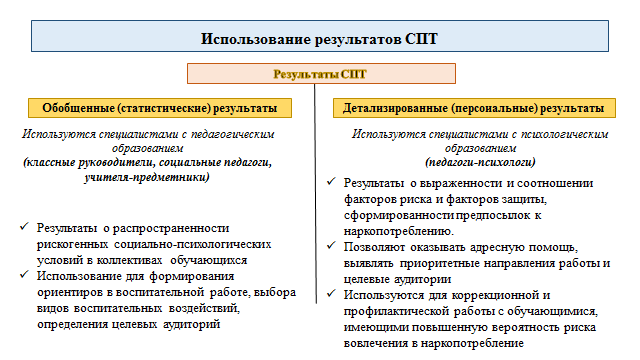 Использование результатов СПТ
Результаты СПТ
Обобщенные (статистические) результаты
Используются специалистами с педагогическим
образованием
(классные руководители, социальные педагоги,
учителя-предметники)
✓ Результаты о распространенности
рискогенных социально-психологических
условий в коллективах обучающихся
✓ Использование для формирования
ориентиров в воспитательной работе, выбора
видов воспитательных воздействий,
определения целевых аудиторий
Детализированные (персональные) результаты
Используются специалистами с психологическим
образованием
(педагоги-психологи)
✓ Результаты о выраженности и соотношении
факторов риска и факторов защиты,
сформированности предпосылок к
наркопотреблению.
✓ Позволяют оказывать адресную помощь,
выявлять приоритетные направления работы и
целевые аудитории
✓ Используются для коррекционной и
профилактической работы с обучающимися,
имеющими повышенную вероятность риска
вовлечения в наркопотребление